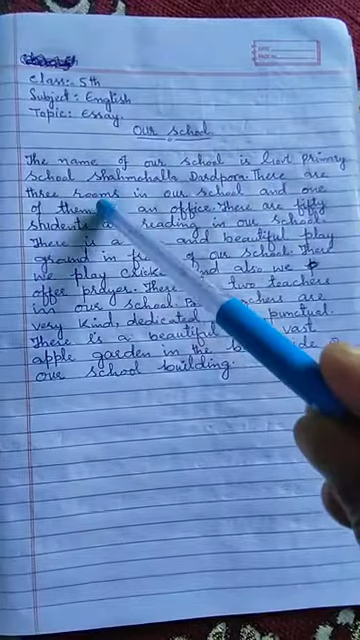 Class: 5th
Subject: English
Topic: Essay.
Our School
The name of our school is Govt primary
School Shalimchalla Dardpora. There are
three rooms in our school and one
of them an office. There are fifty
students reading in our school.
There is a and beautiful play
ground in of our school. There
we play and also we
offer prayer. There two teachers
in our school. are
very kind, dedicated punctual.
There is a beautiful vast
apple garden in the
our school building.